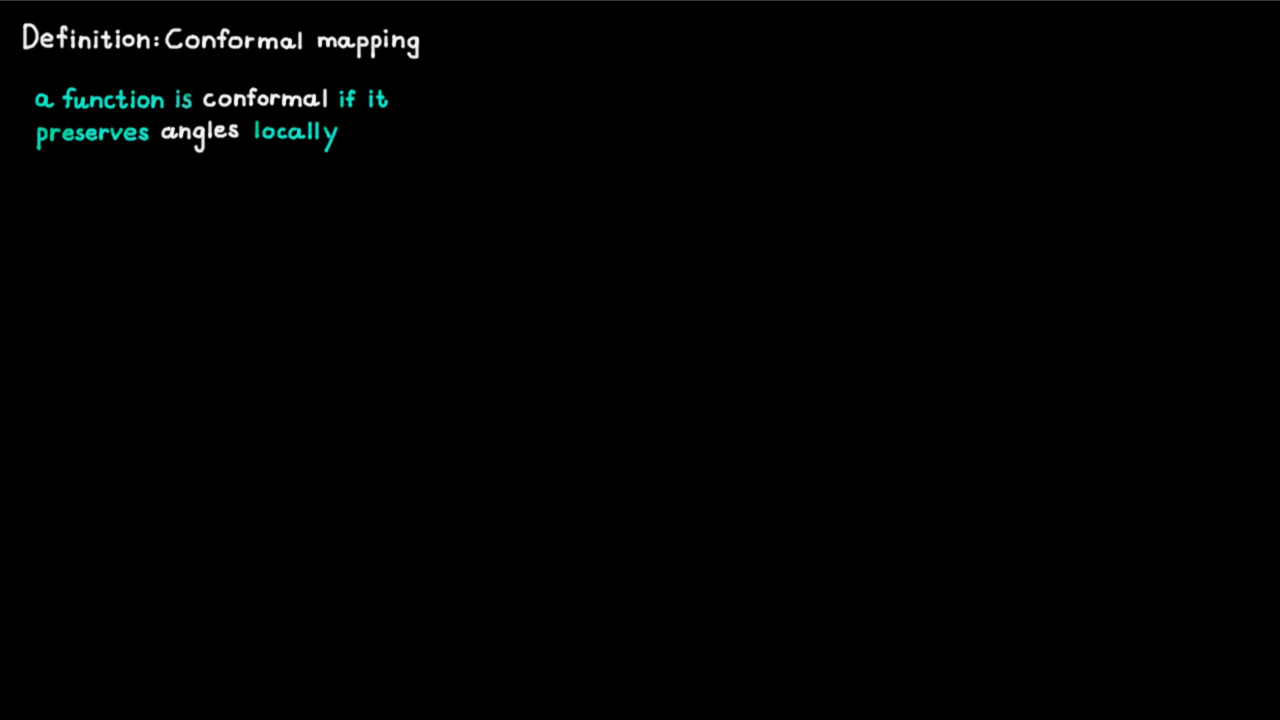 Definition: Conformal mapping
a function is conformal if it
preserves angles locally